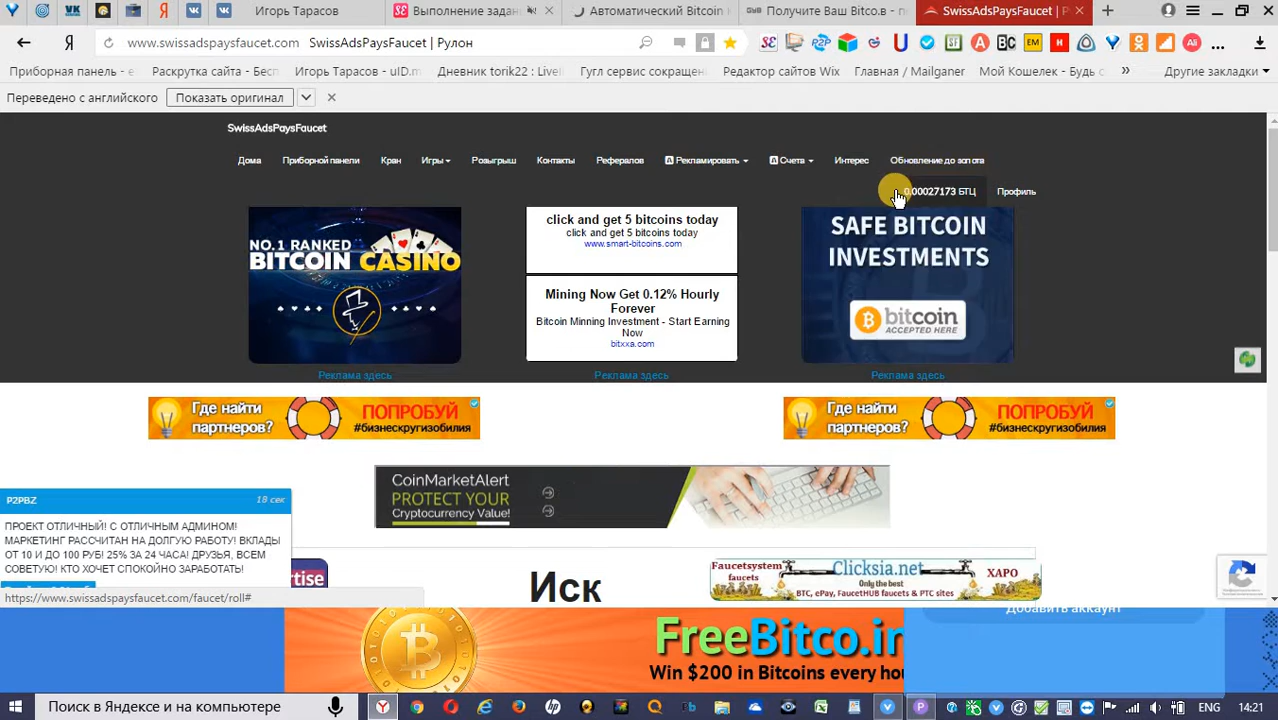 Игорь Тарасов
Выполнение задан
Автоматический Bitcoin
Получите Ваш Bitco.в - п
SwissAdsPaysFaucet | Р
www.swissadspaysfaucet.com SwissAdsPaysFaucet | Рулон
Приборная панель - е
Раскрутка сайта - Бесп
Игорь Тарасов - uID.m
Дневник torik22 : LiveI
Гугл сервис сокращен
Редактор сайтов Wix
Главная / Mailganer
Мой Кошелек - Будь с
Другие закладки
Переведено с английского
Показать оригинал
SwissAdsPaysFaucet
Дома
Приборной панели
Кран
Игры
Розыгрыш
Контакты
Рефералов
Рекламировать
Счета
Интерес
Обновление до золота
0.00027173 БТЦ
Профиль
NO.1 RANKED
BITCOIN CASINO
click and get 5 bitcoins today
click and get 5 bitcoins today
www.smart-bitcoins.com
Mining Now Get 0.12% Hourly
Forever
Bitcoin Minning Investment - Start Earning
Now
bitxxa.com
SAFE BITCOIN
INVESTMENTS
bitcoin
ACCEPTED HERE
Реклама здесь
Реклама здесь
Реклама здесь
Где найти
партнеров?
ПОПРОБУЙ
#бизнескругизобилия
Где найти
партнеров?
ПОПРОБУЙ
#бизнескругизобилия
CoinMarketAlert
PROTECT YOUR
Cryptocurrency Value!
P2PBZ
18 сек
ПРОЕКТ ОТЛИЧНЫЙ! С ОТЛИЧНЫМ АДМИНОМ!
МАРКЕТИНГ РАССЧИТАН НА ДОЛГУЮ РАБОТУ! ВКЛАДЫ
ОТ 10 И ДО 100 РУБ! 25% ЗА 24 ЧАСА! ДРУЗЬЯ, ВСЕМ
СОВЕТУЮ! КТО ХОЧЕТ СПОКОЙНО ЗАРАБОТАТЬ!
rtise
Иск
Faucetsystem
faucets
Clicksia.net
Only the best
XAPO
BTC, ePay, FaucetHUB faucets & PTC sites
https://www.swissadspaysfaucet.com/faucet/roll#
Добавить аккаунт
FreeBitco.in
Win $200 in Bitcoins every hou
Поиск в Яндексе и на компьютере
ENG
14:21